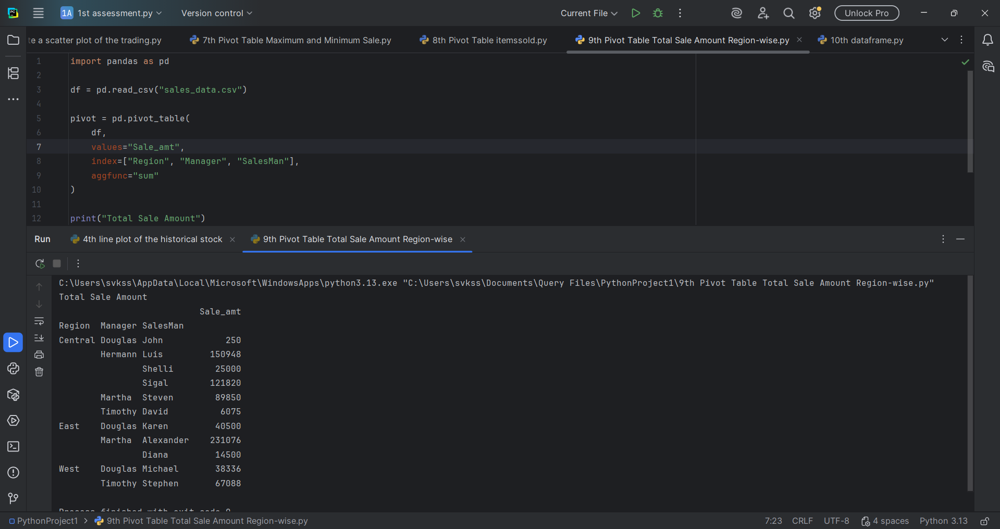 1A 1st assessment.py Version control Current File Unlock Pro
te a scatter plot of the trading.py 7th Pivot Table Maximum and Minimum Sale.py 8th Pivot Table itemssold.py 9th Pivot Table Total Sale Amount Region-wise.py 10th dataframe.py
1 import pandas as pd
2
3 df = pd.read_csv("sales_data.csv")
4
5 pivot = pd.pivot_table(
6     df,
7     values="Sale_amt",
8     index=["Region", "Manager", "SalesMan"],
9     aggfunc="sum"
10 )
11
12 print("Total Sale Amount")
Run 4th line plot of the historical stock 9th Pivot Table Total Sale Amount Region-wise
C:\Users\svkss\AppData\Local\Microsoft\WindowsApps\python3.13.exe "C:\Users\svkss\Documents\Query Files\PythonProject1\9th Pivot Table Total Sale Amount Region-wise.py"
Total Sale Amount
                           Sale_amt
Region  Manager SalesMan
Central Douglas John            250
        Hermann Luis         150948
                Shelli        25000
                Sigal        121820
        Martha  Steven        89850
        Timothy David          6075
East    Douglas Karen         40500
        Martha  Alexander    231076
                Diana         14500
West    Douglas Michael       38336
        Timothy Stephen       67088
Process finished with exit code 0
PythonProject1 > 9th Pivot Table Total Sale Amount Region-wise.py 7:23 CRLF UTF-8 4 spaces Python 3.13